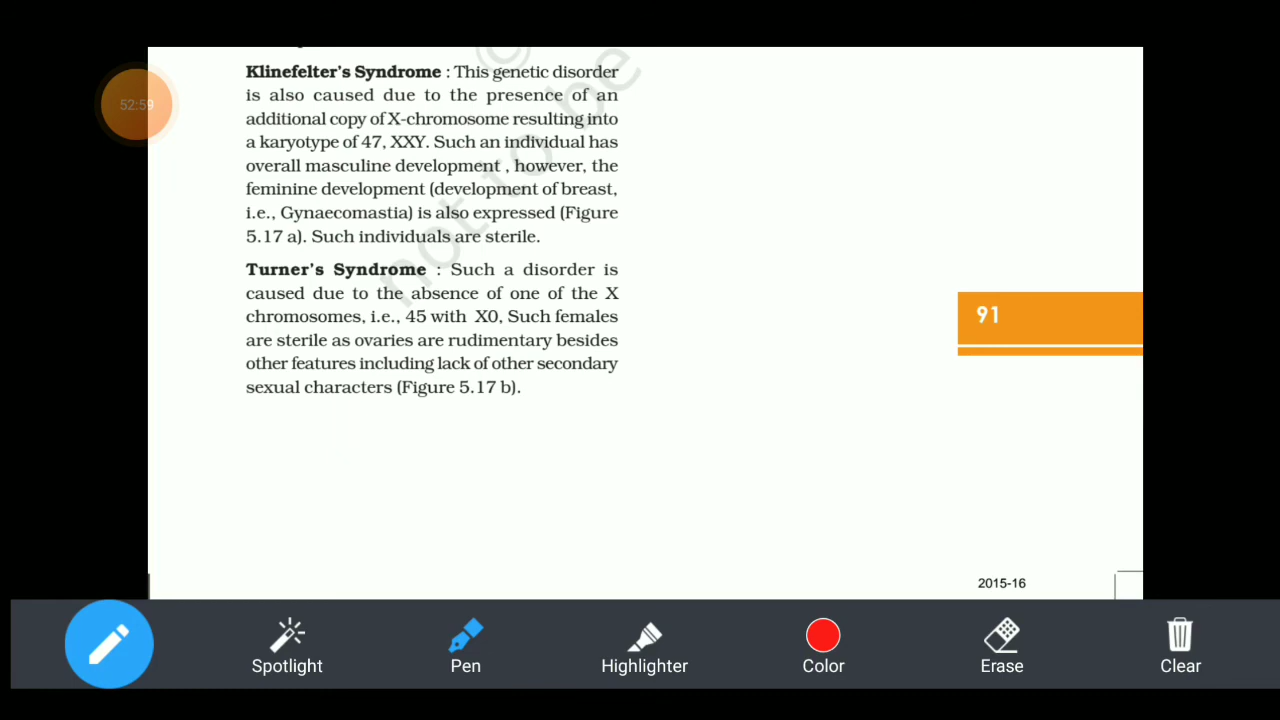 Klinefelter's Syndrome : This genetic disorder
is also caused due to the presence of an
additional copy of X-chromosome resulting into
a karyotype of 47, XXY. Such an individual has
overall masculine development , however, the
feminine development (development of breast,
i.e., Gynaecomastia) is also expressed (Figure
5.17 a). Such individuals are sterile.
Turner's Syndrome : Such a disorder is
caused due to the absence of one of the X
chromosomes, i.e., 45 with X0, Such females
are sterile as ovaries are rudimentary besides
other features including lack of other secondary
sexual characters (Figure 5.17 b).
52:59
©
not to be
91
2015-16
Spotlight
Pen
Highlighter
Color
Erase
Clear